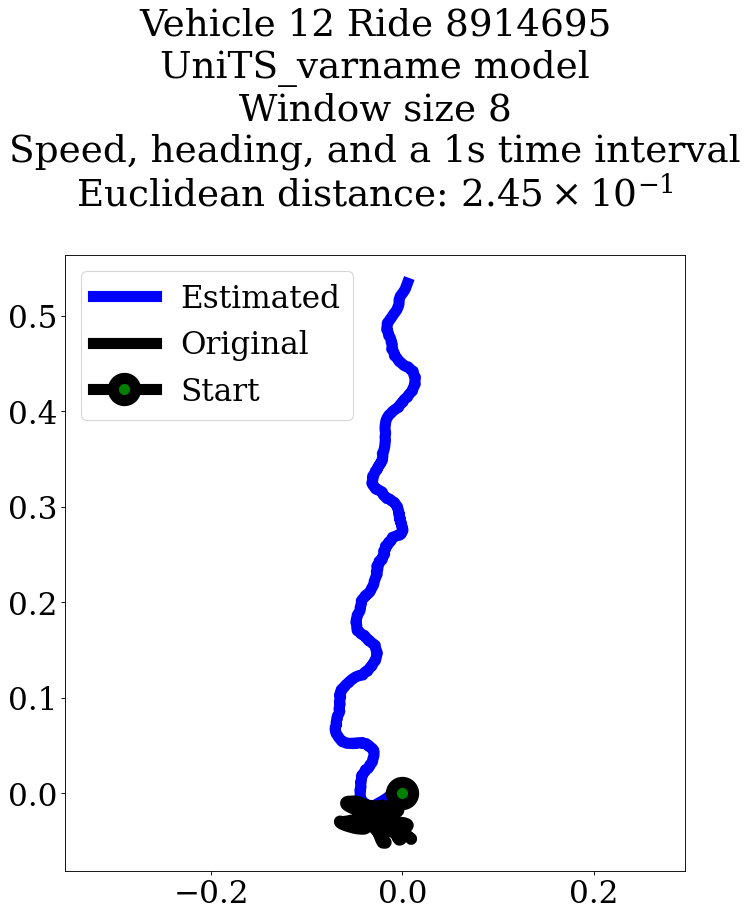 Vehicle 12 Ride 8914695
UniTS_varname model
Window size 8
Speed, heading, and a 1s time interval
Euclidean distance: 2.45 × 10⁻¹
Estimated
Original
Start
0.5
0.4
0.3
0.2
0.1
0.0
−0.2
0.0
0.2